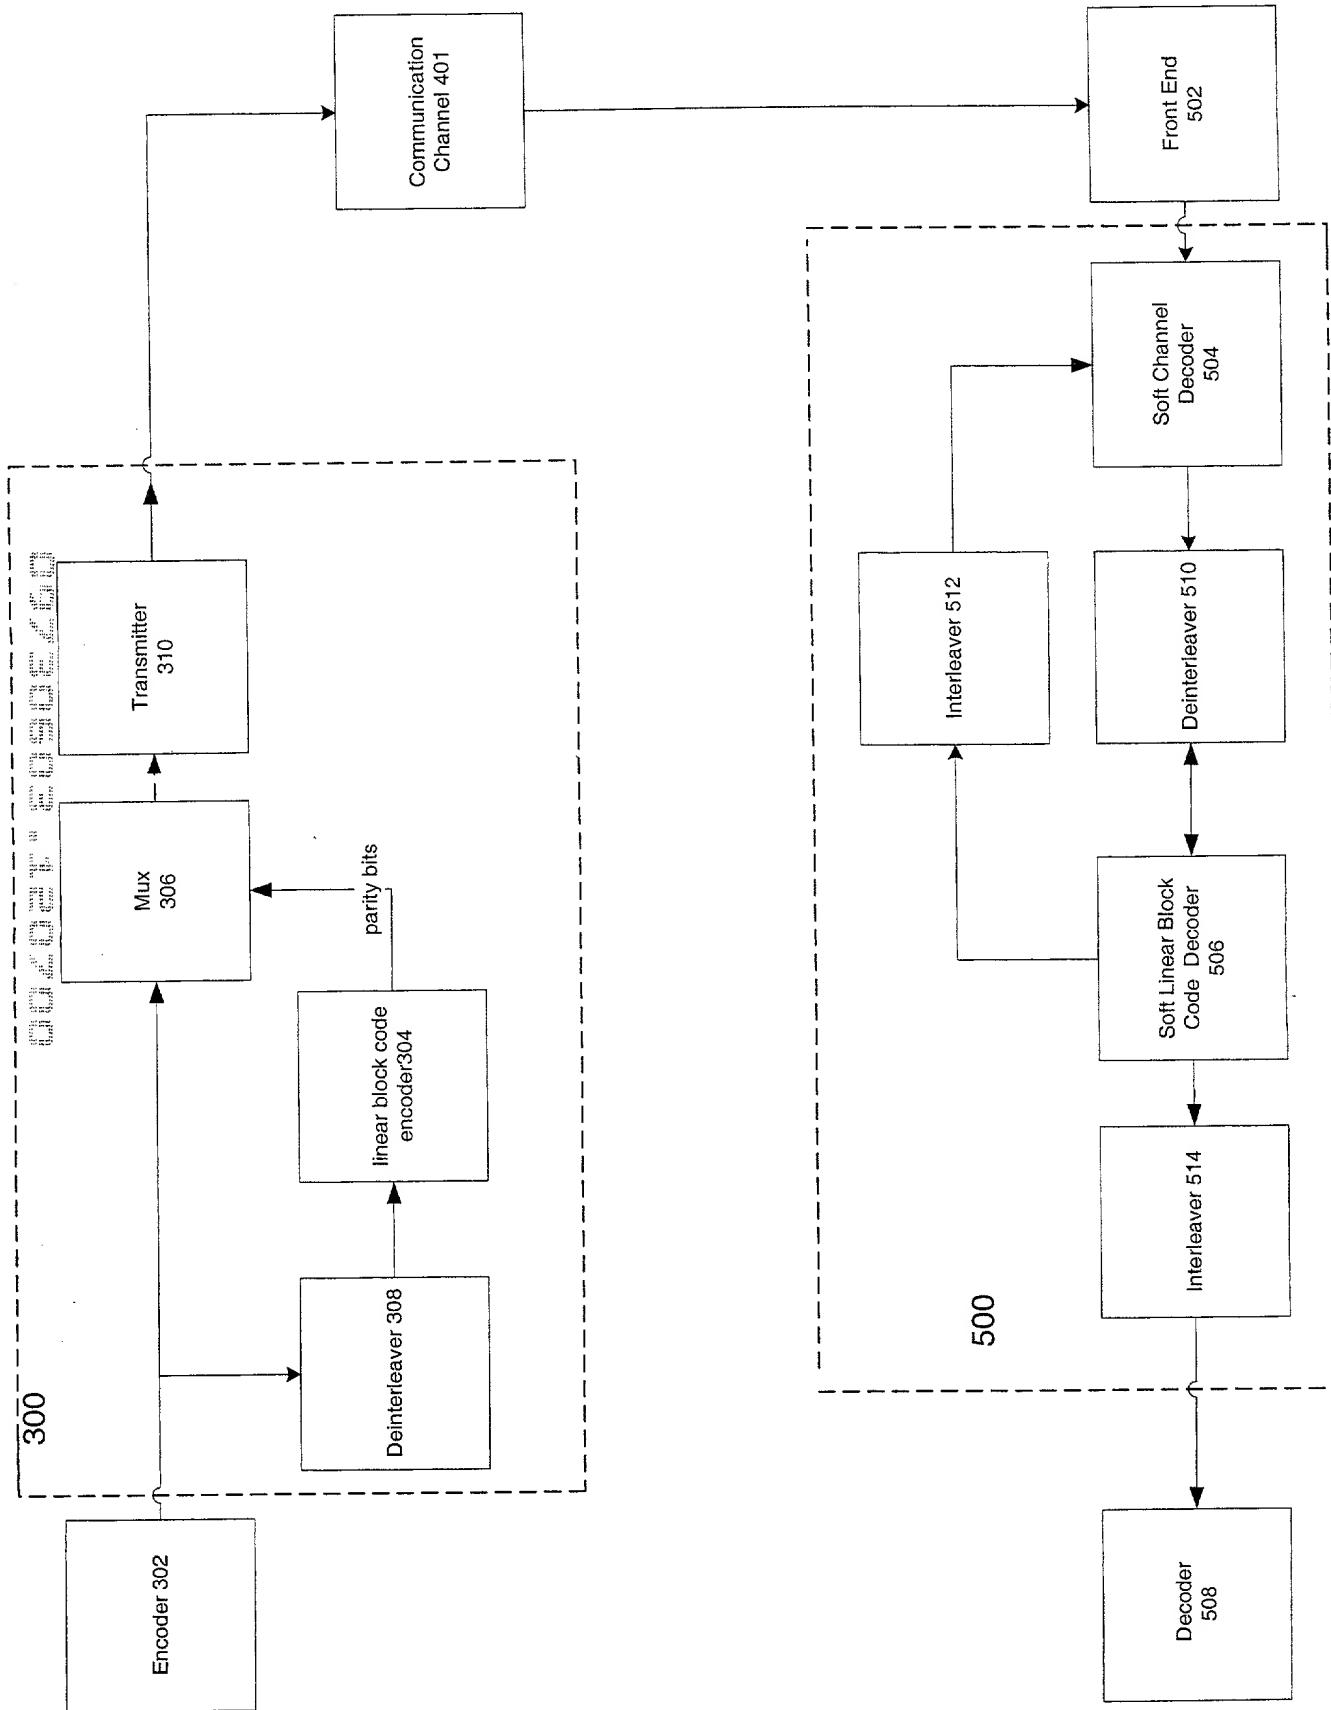 300
Encoder 302
Deinterleaver 308
linear block code
encoder304
parity bits
Mux
306
Transmitter
310
Communication
Channel 401
Front End
502
500
Soft Channel
Decoder
504
Deinterleaver 510
Interleaver 512
Soft Linear Block
Code Decoder
506
Interleaver 514
Decoder
508